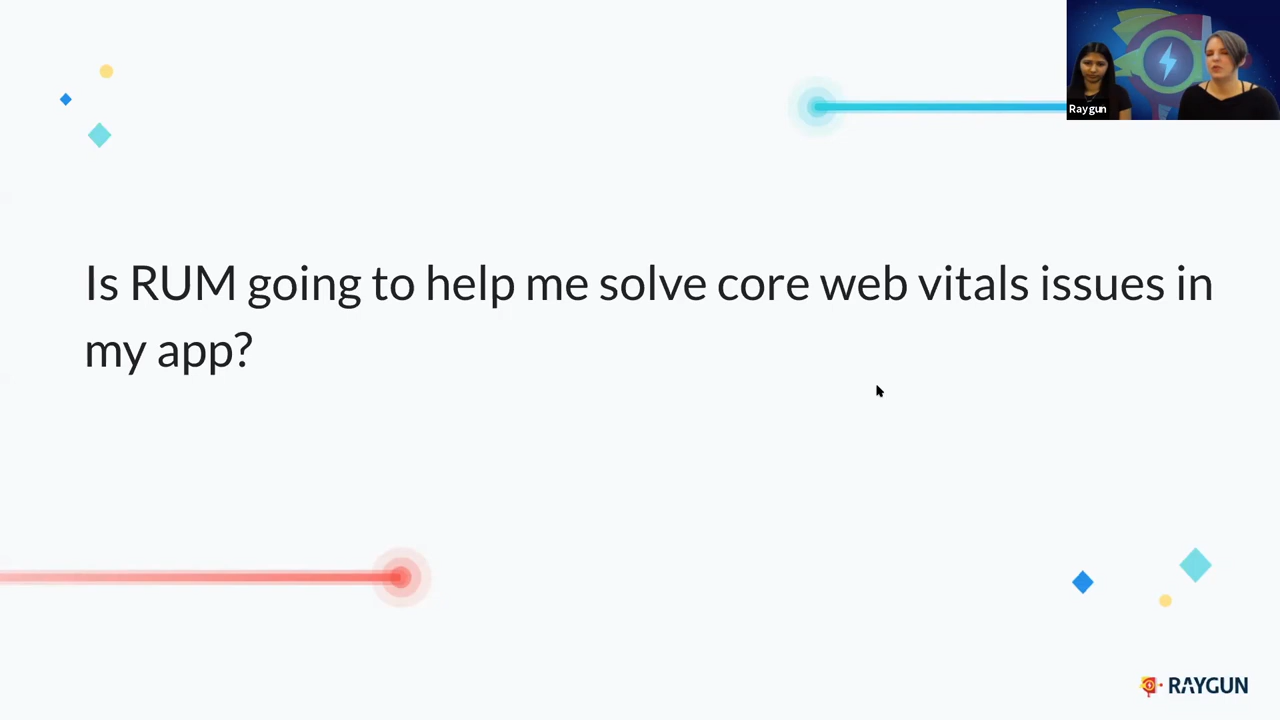 Raygun
Is RUM going to help me solve core web vitals issues in
my app?
RAYGUN